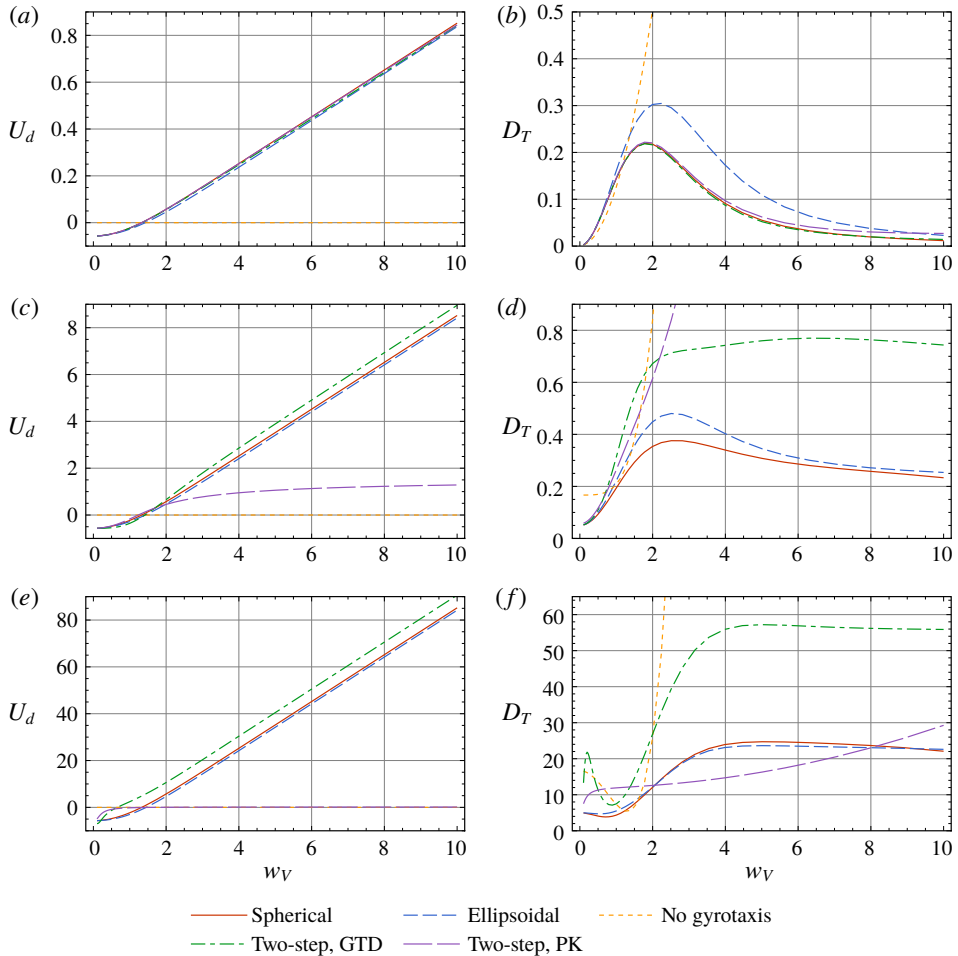 (a)
0.8
0.6
0.4
0.2
0
U_d
0 2 4 6 8 10
(b)
0.5
0.4
0.3
0.2
0.1
0
D_T
0 2 4 6 8 10
(c)
8
6
4
2
0
U_d
0 2 4 6 8 10
(d)
0.8
0.6
0.4
0.2
0
D_T
0 2 4 6 8 10
(e)
80
60
40
20
0
U_d
0 2 4 6 8 10
w_V
(f)
60
50
40
30
20
10
0
D_T
0 2 4 6 8 10
w_V
Spherical
Ellipsoidal
No gyrotaxis
Two-step, GTD
Two-step, PK